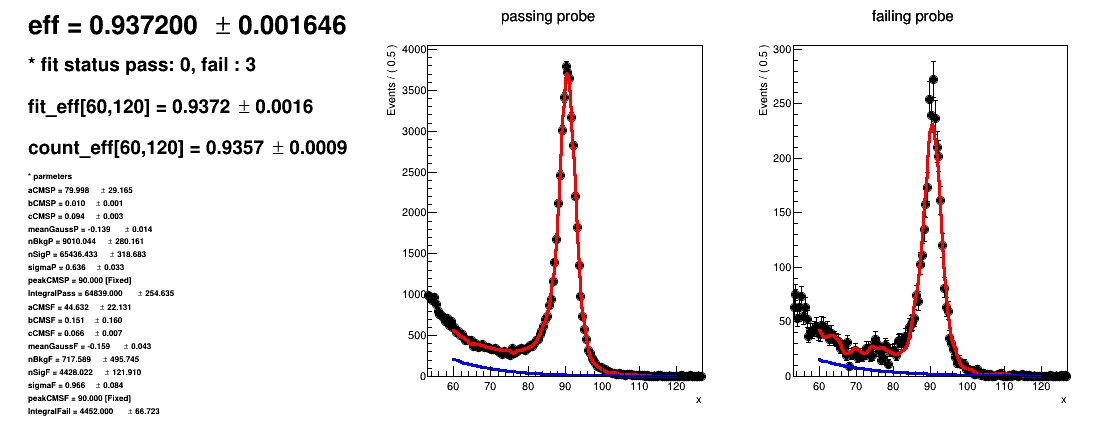 eff = 0.937200 ± 0.001646
* fit status pass: 0, fail : 3
fit_eff[60,120] = 0.9372 ± 0.0016
count_eff[60,120] = 0.9357 ± 0.0009
* parmeters
aCMSP = 79.998 ± 29.165
bCMSP = 0.010 ± 0.001
cCMSP = 0.094 ± 0.003
meanGaussP = -0.139 ± 0.014
nBkgP = 9010.044 ± 280.161
nSigP = 65436.433 ± 318.683
sigmaP = 0.636 ± 0.033
peakCMSP = 90.000 [Fixed]
IntegralPass = 64839.000 ± 254.635
aCMSF = 44.632 ± 22.131
bCMSF = 0.151 ± 0.160
cCMSF = 0.066 ± 0.007
meanGaussF = -0.159 ± 0.043
nBkgF = 717.589 ± 495.745
nSigF = 4428.022 ± 121.910
sigmaF = 0.966 ± 0.084
peakCMSF = 90.000 [Fixed]
IntegralFail = 4452.000 ± 66.723
passing probe
Events / ( 0.5 )
4000
3500
3000
2500
2000
1500
1000
500
0
60 70 80 90 100 110 120
x
failing probe
Events / ( 0.5 )
300
250
200
150
100
50
0
60 70 80 90 100 110 120
x